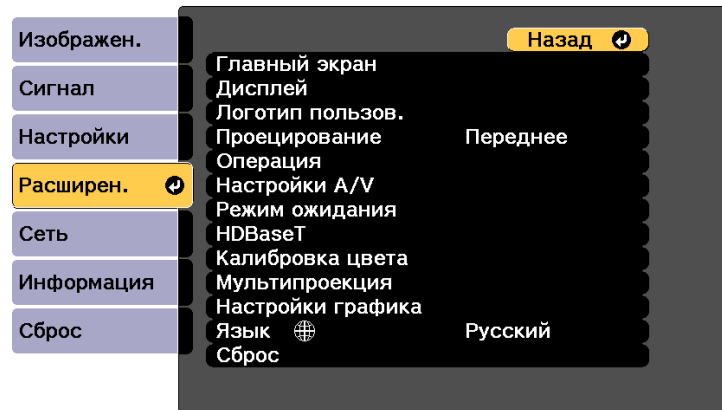 Изображен.
Сигнал
Настройки
Расширен.
Сеть
Информация
Сброс
Назад
Главный экран
Дисплей
Логотип пользов.
Проецирование Переднее
Операция
Настройки A/V
Режим ожидания
HDBaseT
Калибровка цвета
Мультипроекция
Настройки графика
Язык Русский
Сброс